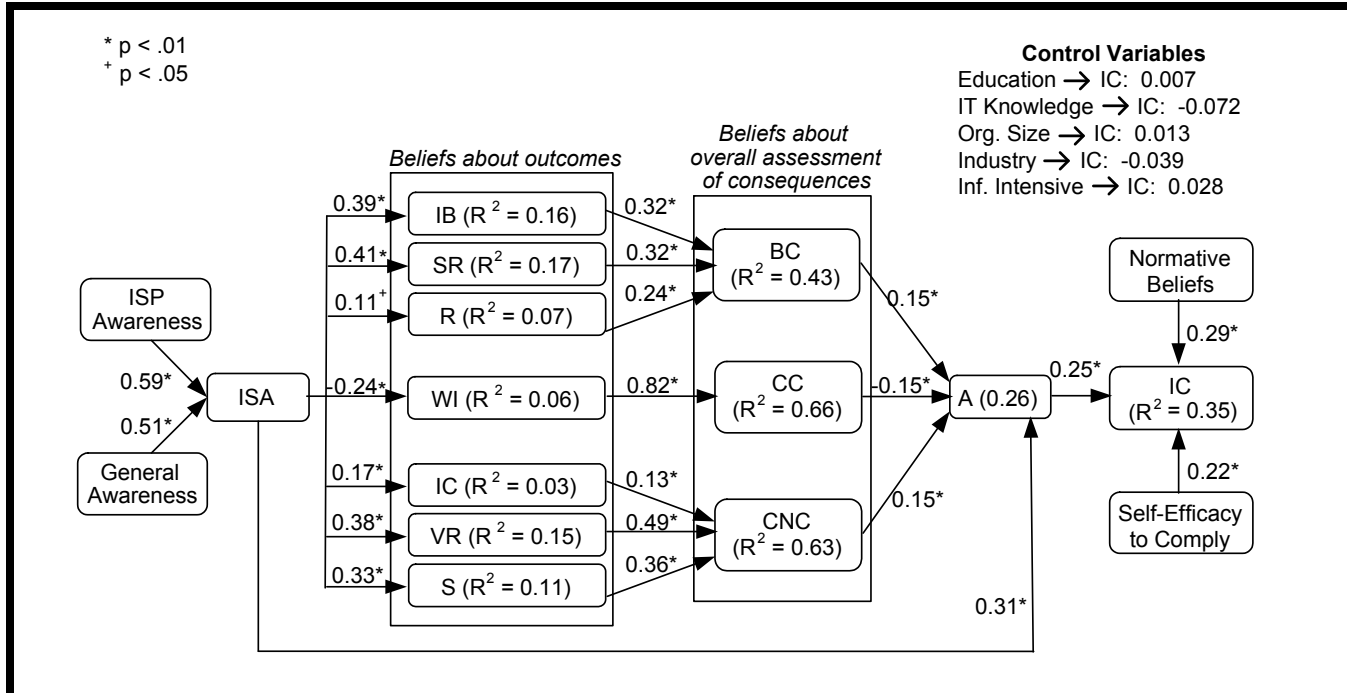 * p < .01
+ p < .05
Control Variables
Education → IC: 0.007
IT Knowledge → IC: -0.072
Org. Size → IC: 0.013
Industry → IC: -0.039
Inf. Intensive → IC: 0.028
Beliefs about outcomes
Beliefs about
overall assessment
of consequences
ISP
Awareness
0.59*
General
Awareness
0.51*
ISA
0.39*
IB (R² = 0.16)
0.32*
0.41*
SR (R² = 0.17)
0.32*
0.11+
R (R² = 0.07)
0.24*
-0.24*
WI (R² = 0.06)
0.82*
0.17*
IC (R² = 0.03)
0.13*
0.38*
VR (R² = 0.15)
0.49*
0.33*
S (R² = 0.11)
0.36*
BC
(R² = 0.43)
0.15*
CC
(R² = 0.66)
-0.15*
CNC
(R² = 0.63)
0.15*
0.31*
A (0.26)
0.25*
Normative
Beliefs
0.29*
IC
(R² = 0.35)
0.22*
Self-Efficacy
to Comply